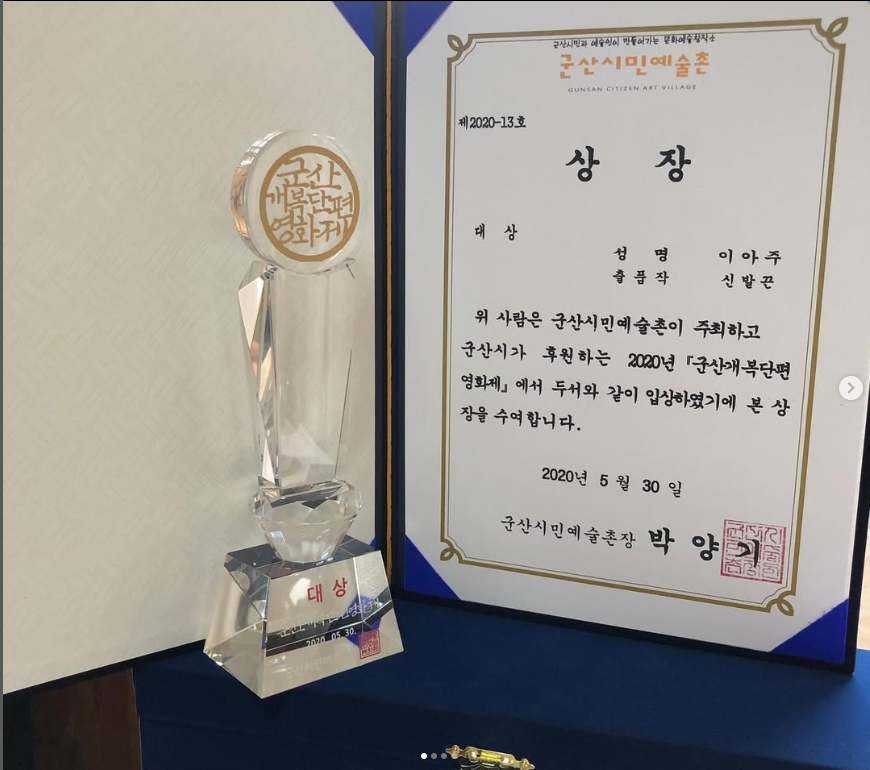 군산
개복단편
영화제
대상
2020. 05. 30.
군산시민과 예술인이 만들어가는 문화예술창작소
군산시민예술촌
GUNSAN CITIZEN ART VILLAGE
제2020-13호
상 장
대 상
성 명 이 아 주
출 품 작 신 발 끈
위 사람은 군산시민예술촌이 주최하고
군산시가 후원하는 2020년 「군산개복단편
영화제」에서 두서와 같이 입상하였기에 본 상
장을 수여합니다.
2020년 5 월 30 일
군산시민예술촌장 박 양 기